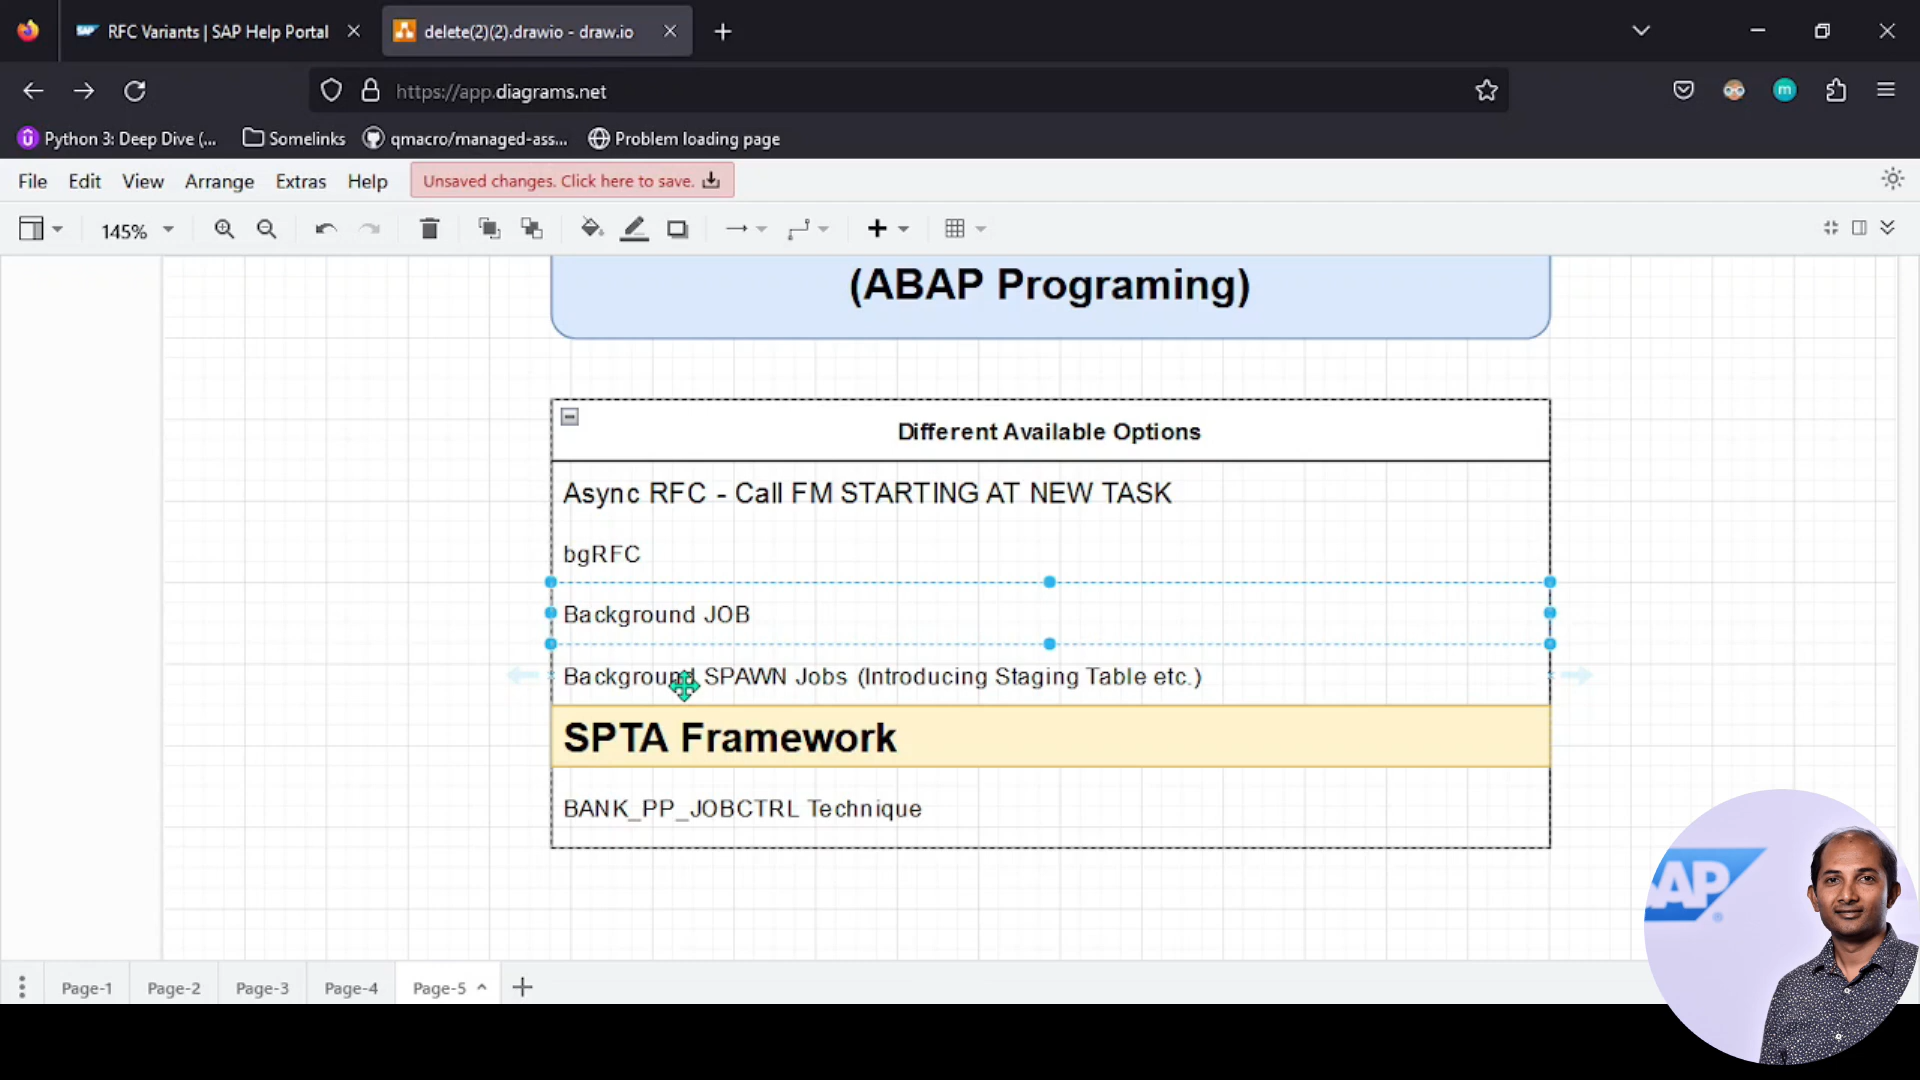 RFC Variants | SAP Help Portal
delete(2)(2).drawio - draw.io
https://app.diagrams.net
m
Python 3: Deep Dive (...
Somelinks
qmacro/managed-ass...
Problem loading page
File
Edit
View
Arrange
Extras
Help
Unsaved changes. Click here to save.
145%
(ABAP Programing)
Different Available Options
Async RFC - Call FM STARTING AT NEW TASK
bgRFC
Background JOB
Background SPAWN Jobs (Introducing Staging Table etc.)
SPTA Framework
BANK_PP_JOBCTRL Technique
SAP
Page-1
Page-2
Page-3
Page-4
Page-5